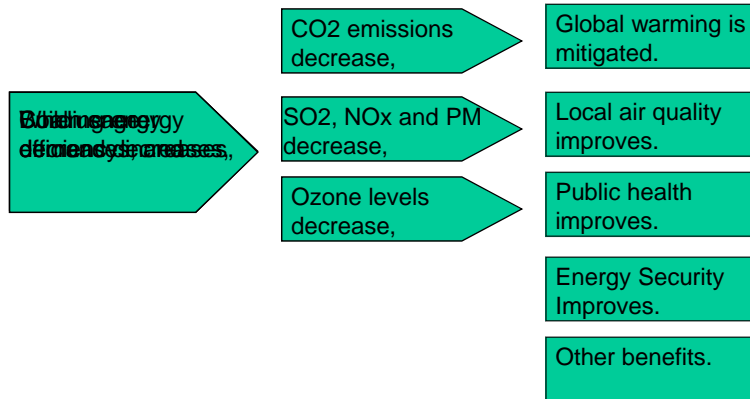 CO2 emissions
decrease,
Global warming is
mitigated.
SO2, NOx and PM
decrease,
Local air quality
improves.
Ozone levels
decrease,
Public health
improves.
Energy Security
Improves.
Other benefits.